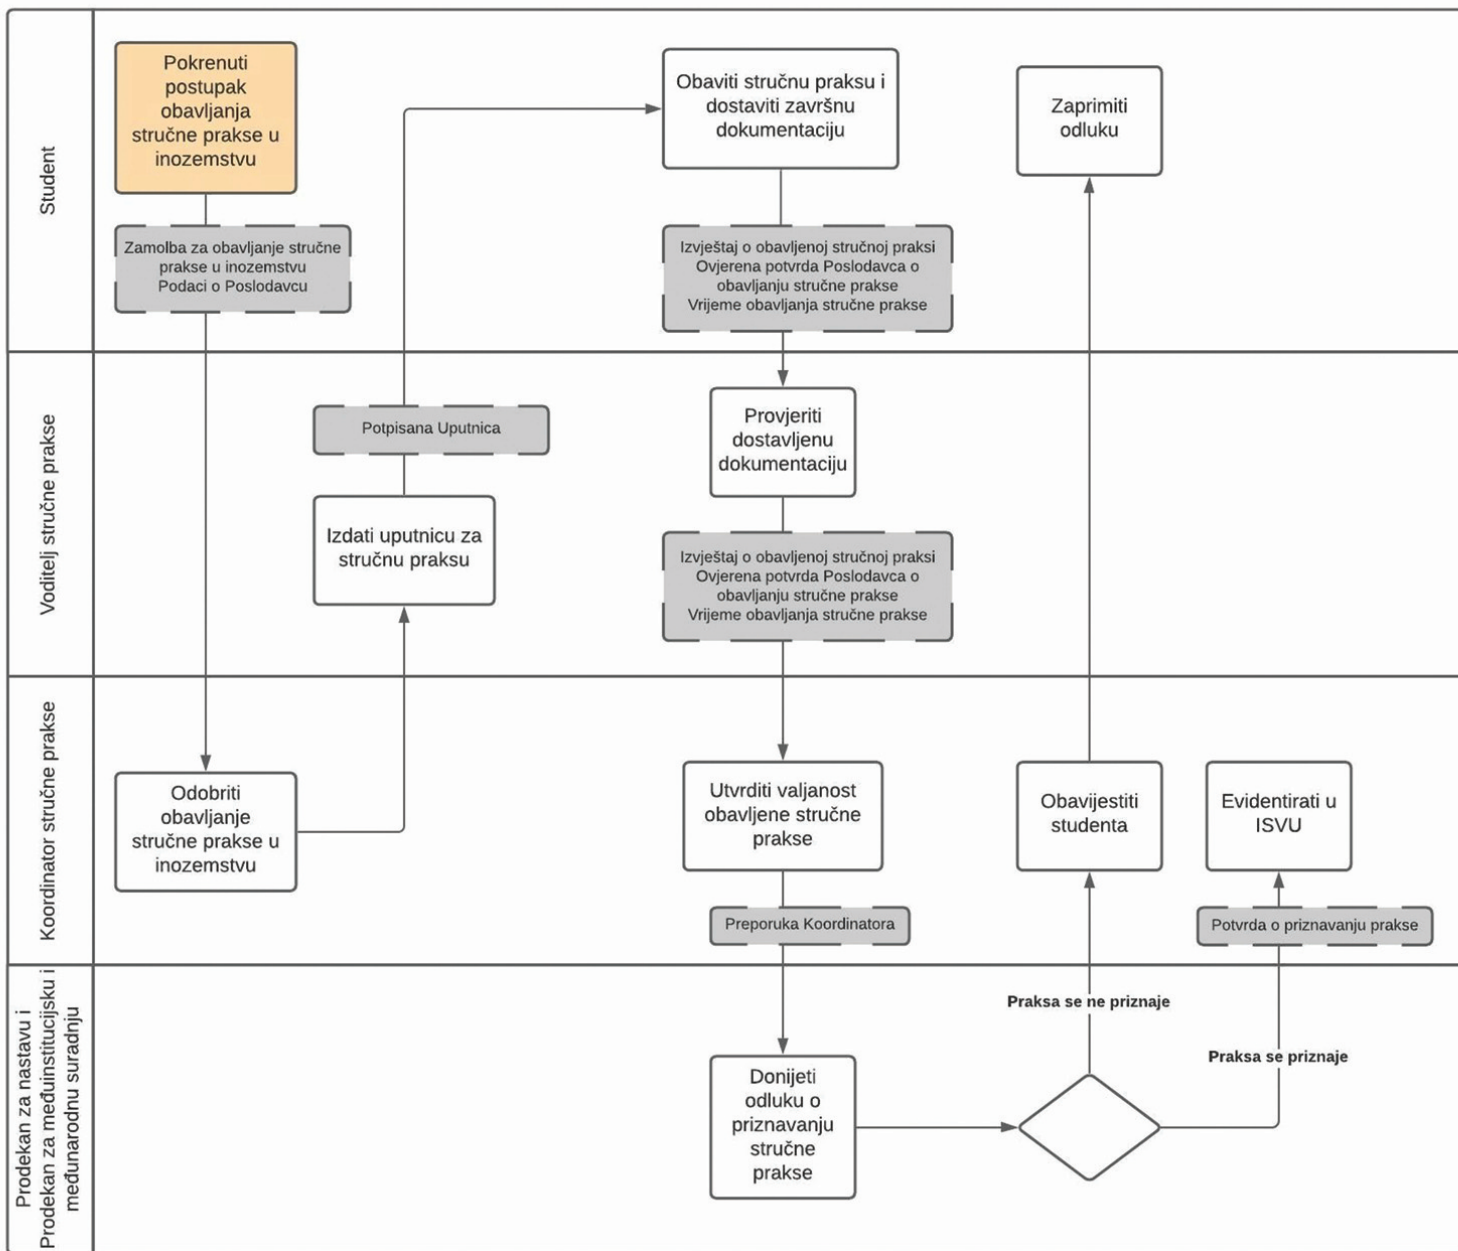 Student
Pokrenuti
postupak
obavljanja
stručne prakse u
inozemstvu
Zamolba za obavljanje stručne
prakse u inozemstvu
Podaci o Poslodavcu
Obaviti stručnu praksu i
dostaviti završnu
dokumentaciju
Izvještaj o obavljenoj stručnoj praksi
Ovjerena potvrda Poslodavca o
obavljanju stručne prakse
Vrijeme obavljanja stručne prakse
Zaprimiti
odluku
Voditelj stručne prakse
Potpisana Uputnica
Izdati uputnicu za
stručnu praksu
Provjeriti
dostavljenu
dokumentaciju
Izvještaj o obavljenoj stručnoj praksi
Ovjerena potvrda Poslodavca o
obavljanju stručne prakse
Vrijeme obavljanja stručne prakse
Koordinator stručne prakse
Odobriti
obavljanje
stručne prakse u
inozemstvu
Utvrditi valjanost
obavljene stručne
prakse
Preporuka Koordinatora
Obavijestiti
studenta
Evidentirati u
ISVU
Potvrda o priznavanju prakse
Prodekan za nastavu i
Prodekan za međuinstitucijsku i
međunarodnu suradnju
Donijeti
odluku o
priznavanju
stručne
prakse
Praksa se ne priznaje
Praksa se priznaje